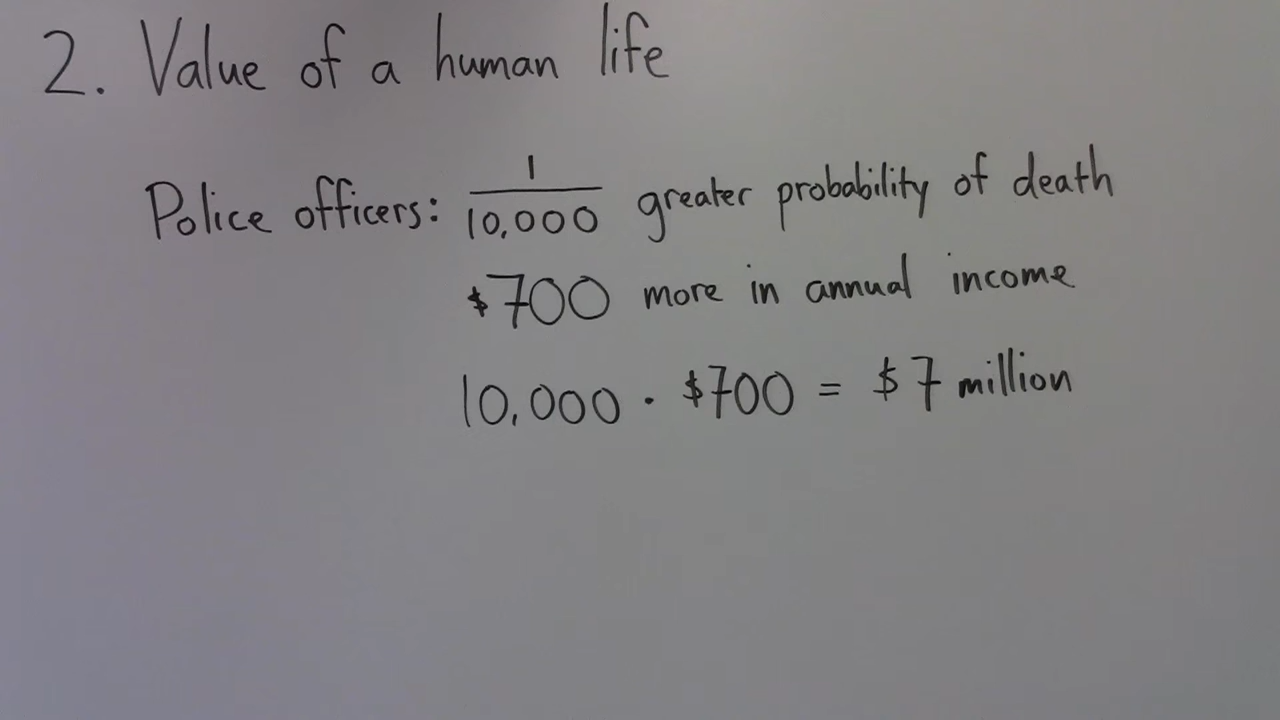 2. Value of a human life
Police officers: 1/10,000 greater probability of death
$700 more in annual income
10,000 · $700 = $7 million